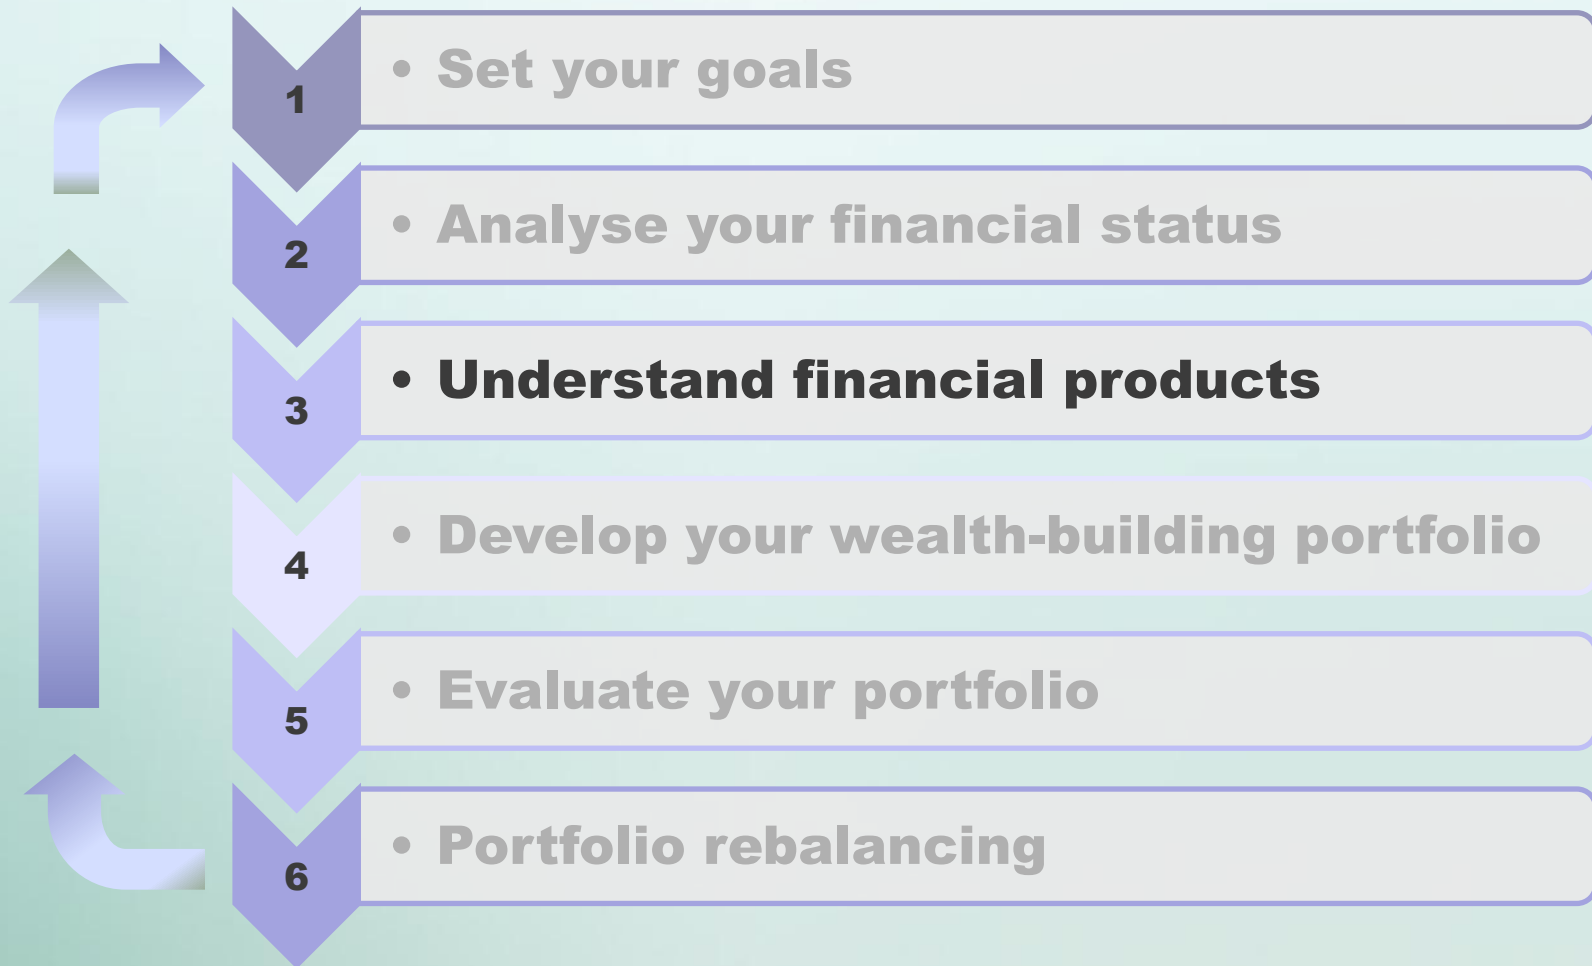 1
• Set your goals
2
• Analyse your financial status
3
• Understand financial products
4
• Develop your wealth-building portfolio
5
• Evaluate your portfolio
6
• Portfolio rebalancing